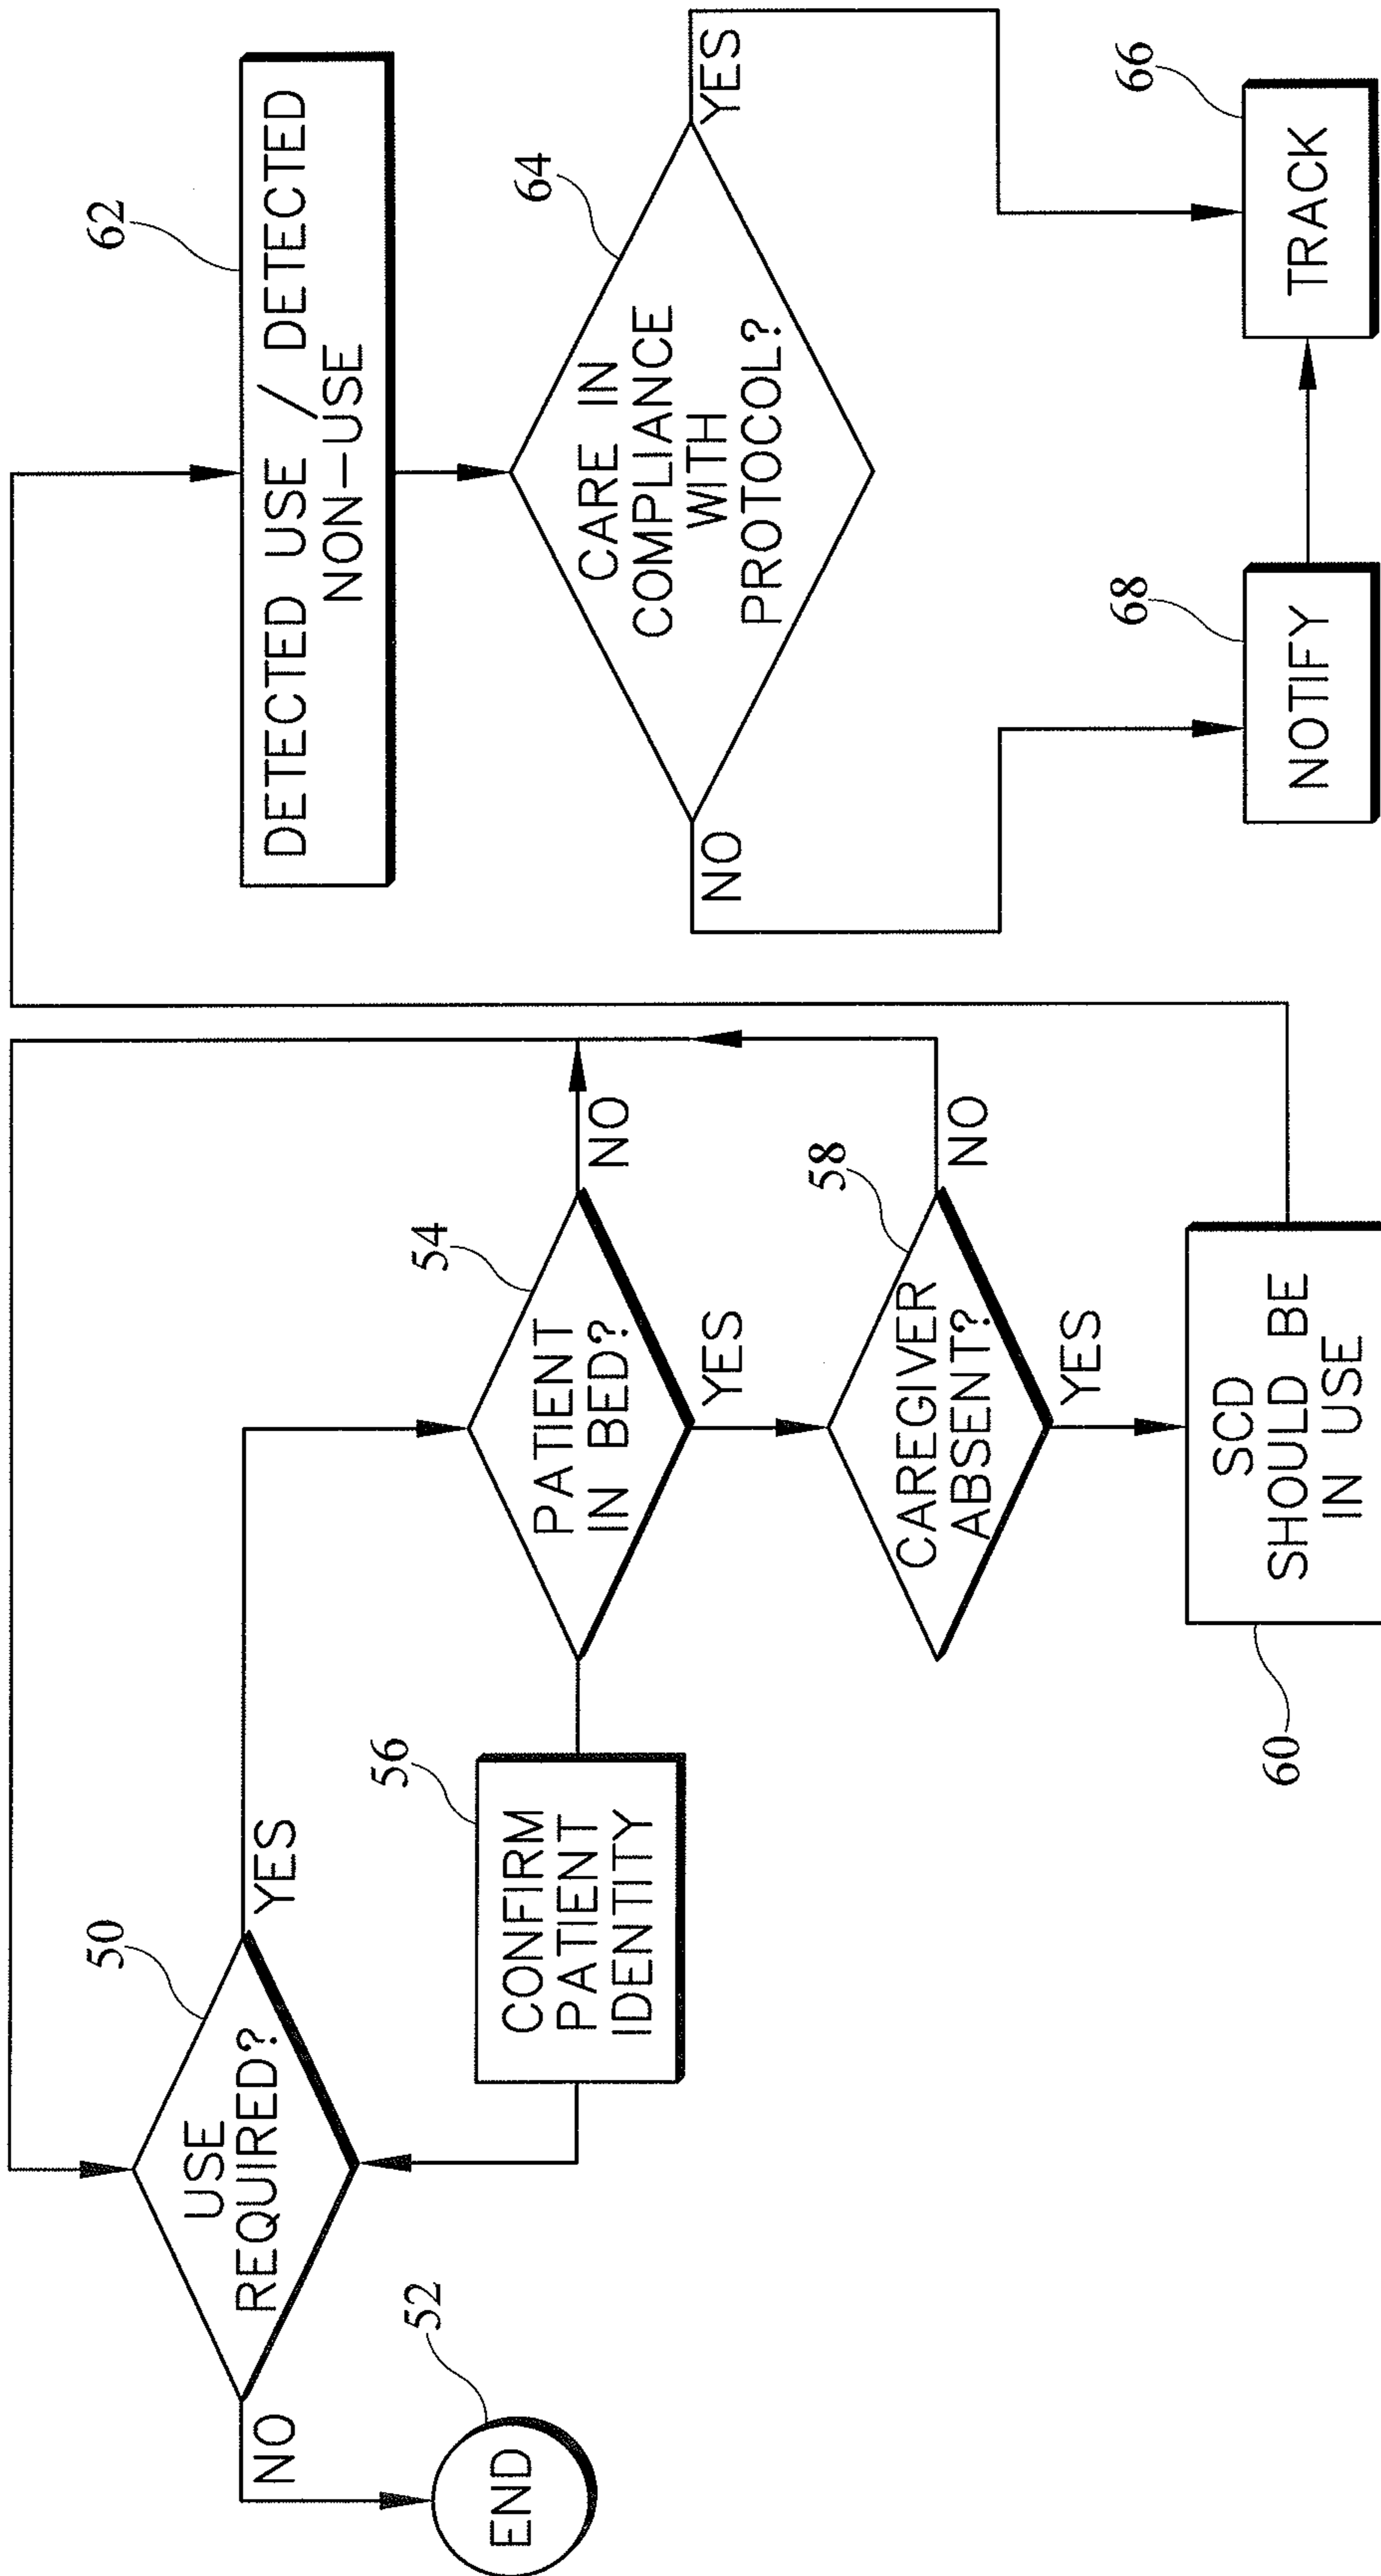 50
USE
REQUIRED?
YES
NO
52
END
56
CONFIRM
PATIENT
IDENTITY
54
PATIENT
IN BED?
NO
YES
58
CAREGIVER
ABSENT?
NO
YES
60
SCD
SHOULD BE
IN USE
62
DETECTED USE / DETECTED
NON-USE
64
CARE IN
COMPLIANCE
WITH
PROTOCOL?
YES
NO
68
NOTIFY
66
TRACK